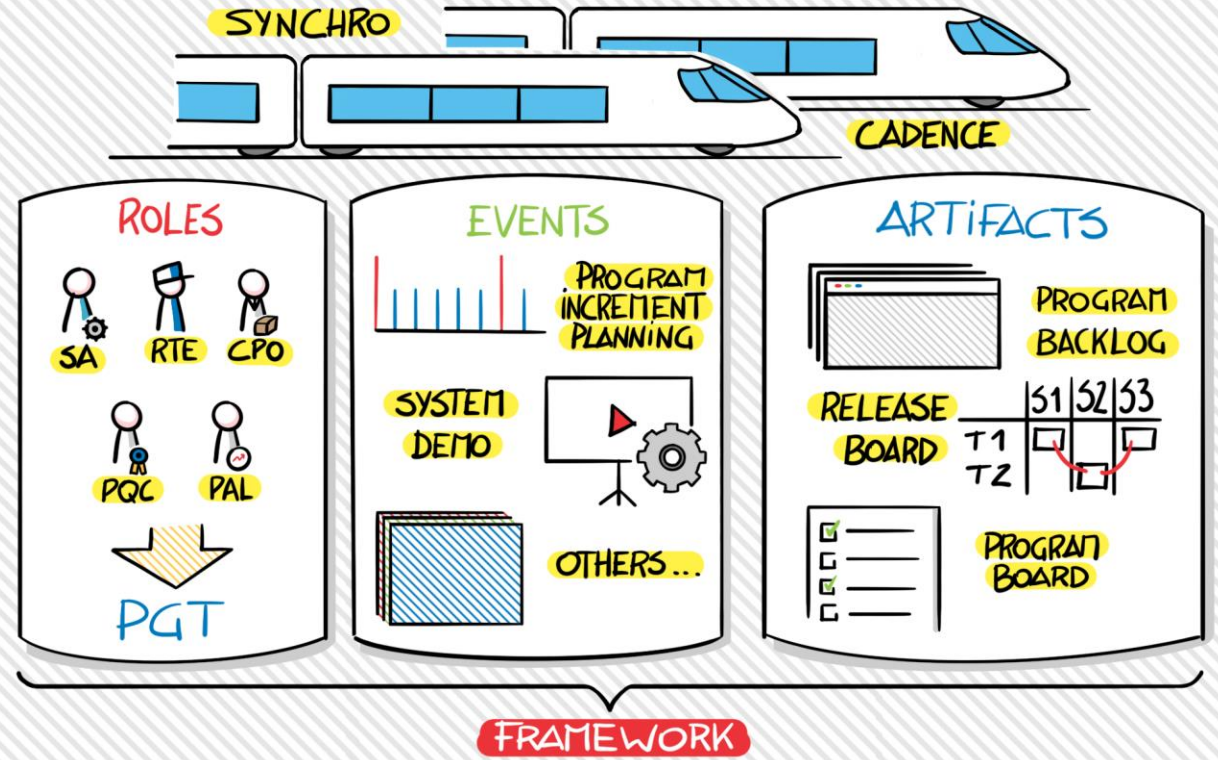 SYNCHRO
CADENCE
ROLES
SA
RTE
CPO
PQC
PAL
PGT
EVENTS
PROGRAM
INCREMENT
PLANNING
SYSTEM
DEMO
OTHERS...
ARTiFACTS
PROGRAM
BACKLOG
RELEASE
BOARD
S1 S2 S3
T1
T2
PROGRAM
BOARD
FRAMEWORK